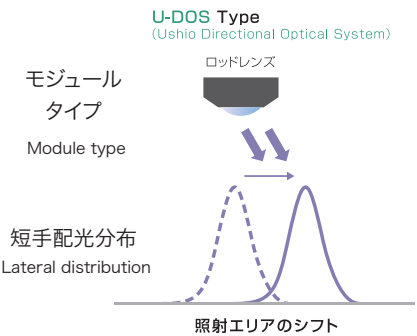 U-DOS Type
(Ushio Directional Optical System)
ロッドレンズ
モジュール
タイプ
Module type
短手配光分布
Lateral distribution
照射エリアのシフト